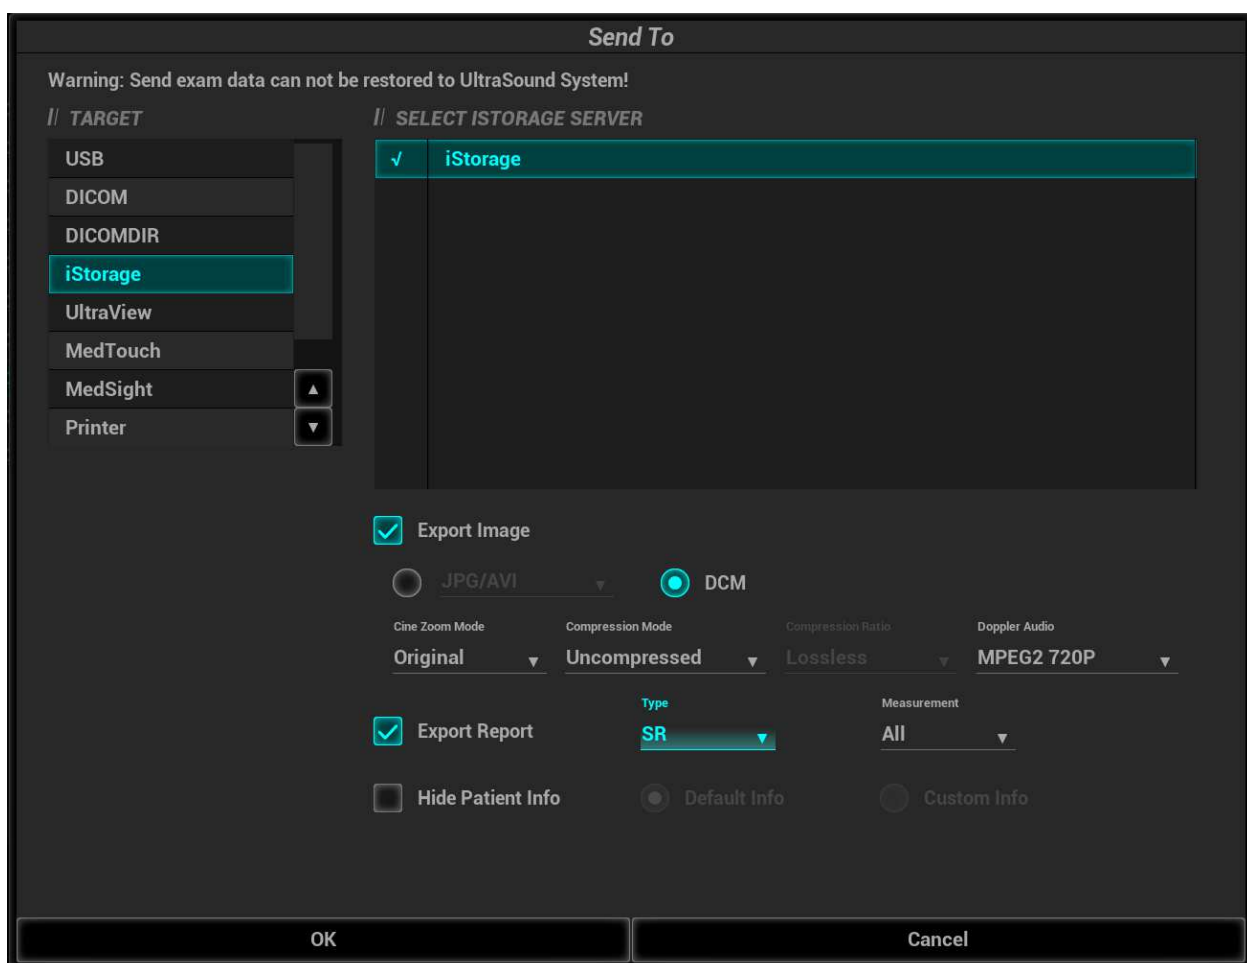 Send To
Warning: Send exam data can not be restored to UltraSound System!
TARGET
SELECT ISTORAGE SERVER
USB
√ iStorage
DICOM
DICOMDIR
iStorage
UltraView
MedTouch
MedSight
Printer
Export Image
JPG/AVI
DCM
Cine Zoom Mode
Compression Mode
Compression Ratio
Doppler Audio
Original
Uncompressed
Lossless
MPEG2 720P
Type
Measurement
Export Report
SR
All
Hide Patient Info
Default Info
Custom Info
OK
Cancel